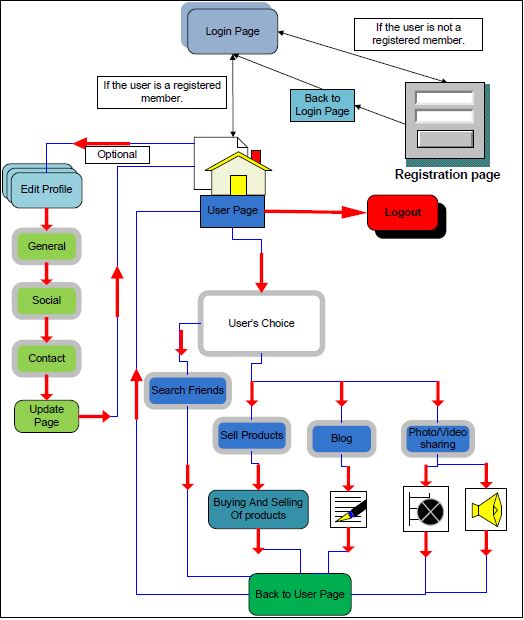 Login Page
If the user is not a
registered member.
If the user is a registered
member.
Back to
Login Page
Registration page
Optional
Edit Profile
User Page
Logout
General
Social
User's Choice
Contact
Search Friends
Update
Page
Sell Products
Blog
Photo/Video
sharing
Buying And Selling
Of products
Back to User Page